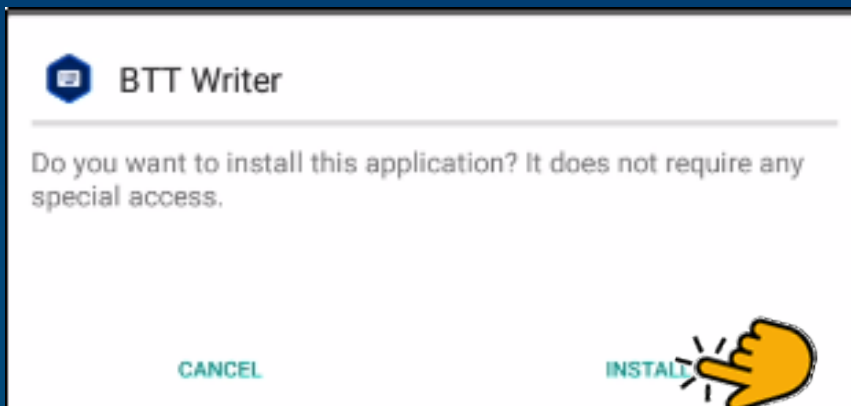 BTT Writer
Do you want to install this application? It does not require any
special access.
CANCEL
INSTALL